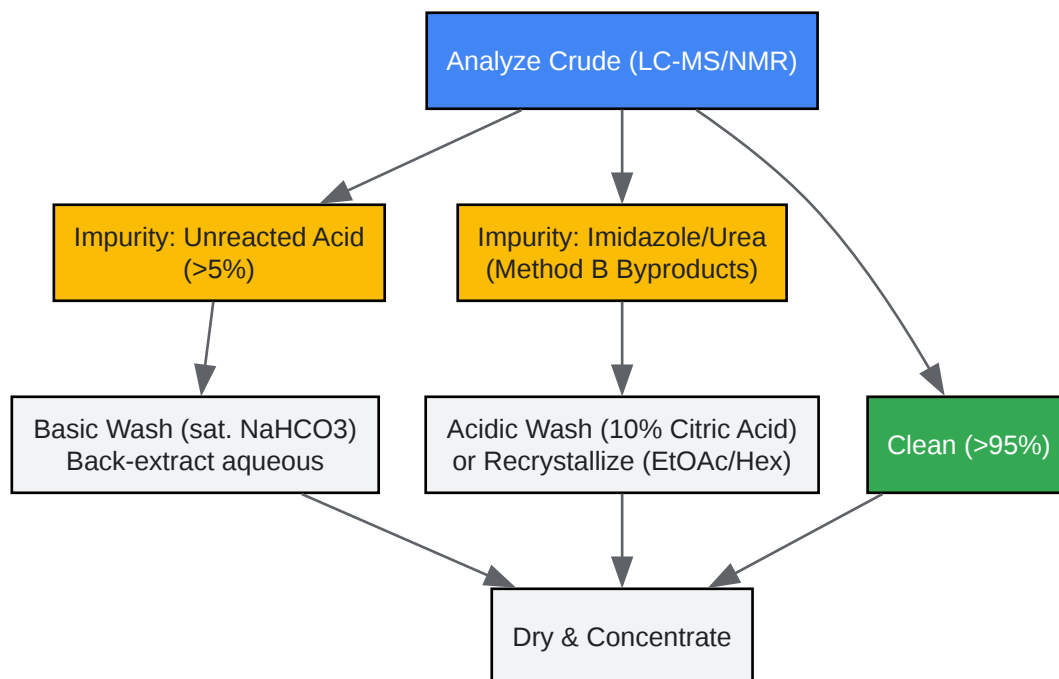 Analyze Crude (LC-MS/NMR)
Impurity: Unreacted Acid
(>5%)
Impurity: Imidazole/Urea
(Method B Byproducts)
Basic Wash (sat. NaHCO3)
Back-extract aqueous
Acidic Wash (10% Citric Acid)
or Recrystallize (EtOAc/Hex)
Clean (>95%)
Dry & Concentrate